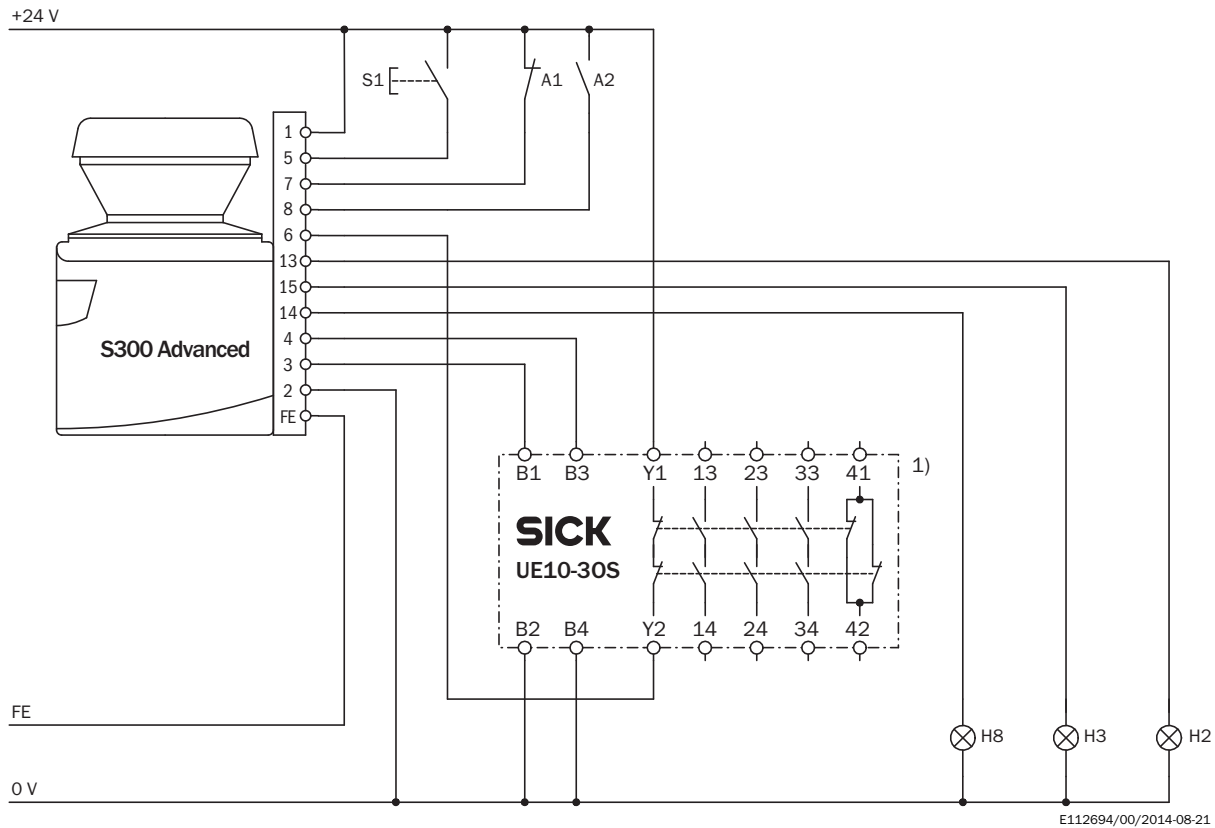 +24 V
S1
A1
A2
1
5
7
8
6
13
15
14
4
3
2
FE
S300 Advanced
B1 B3 Y1 13 23 33 41
1)
SICK
UE10-30S
B2 B4 Y2 14 24 34 42
FE
H8
H3
H2
0 V
E112694/00/2014-08-21